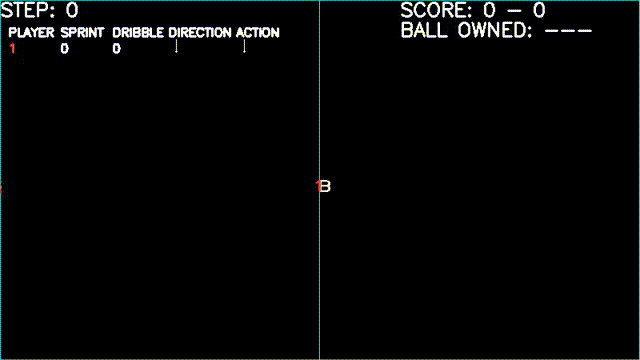 STEP: 0
SCORE: 0 - 0
BALL OWNED: ---
PLAYER SPRINT DRIBBLE DIRECTION ACTION
1 0 0 | |
1B